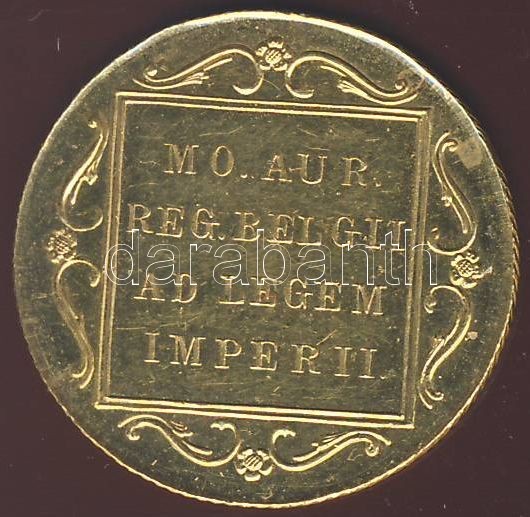 MO. AUR.
REG. BELGII
darabanth
AD LEGEM
IMPERII.